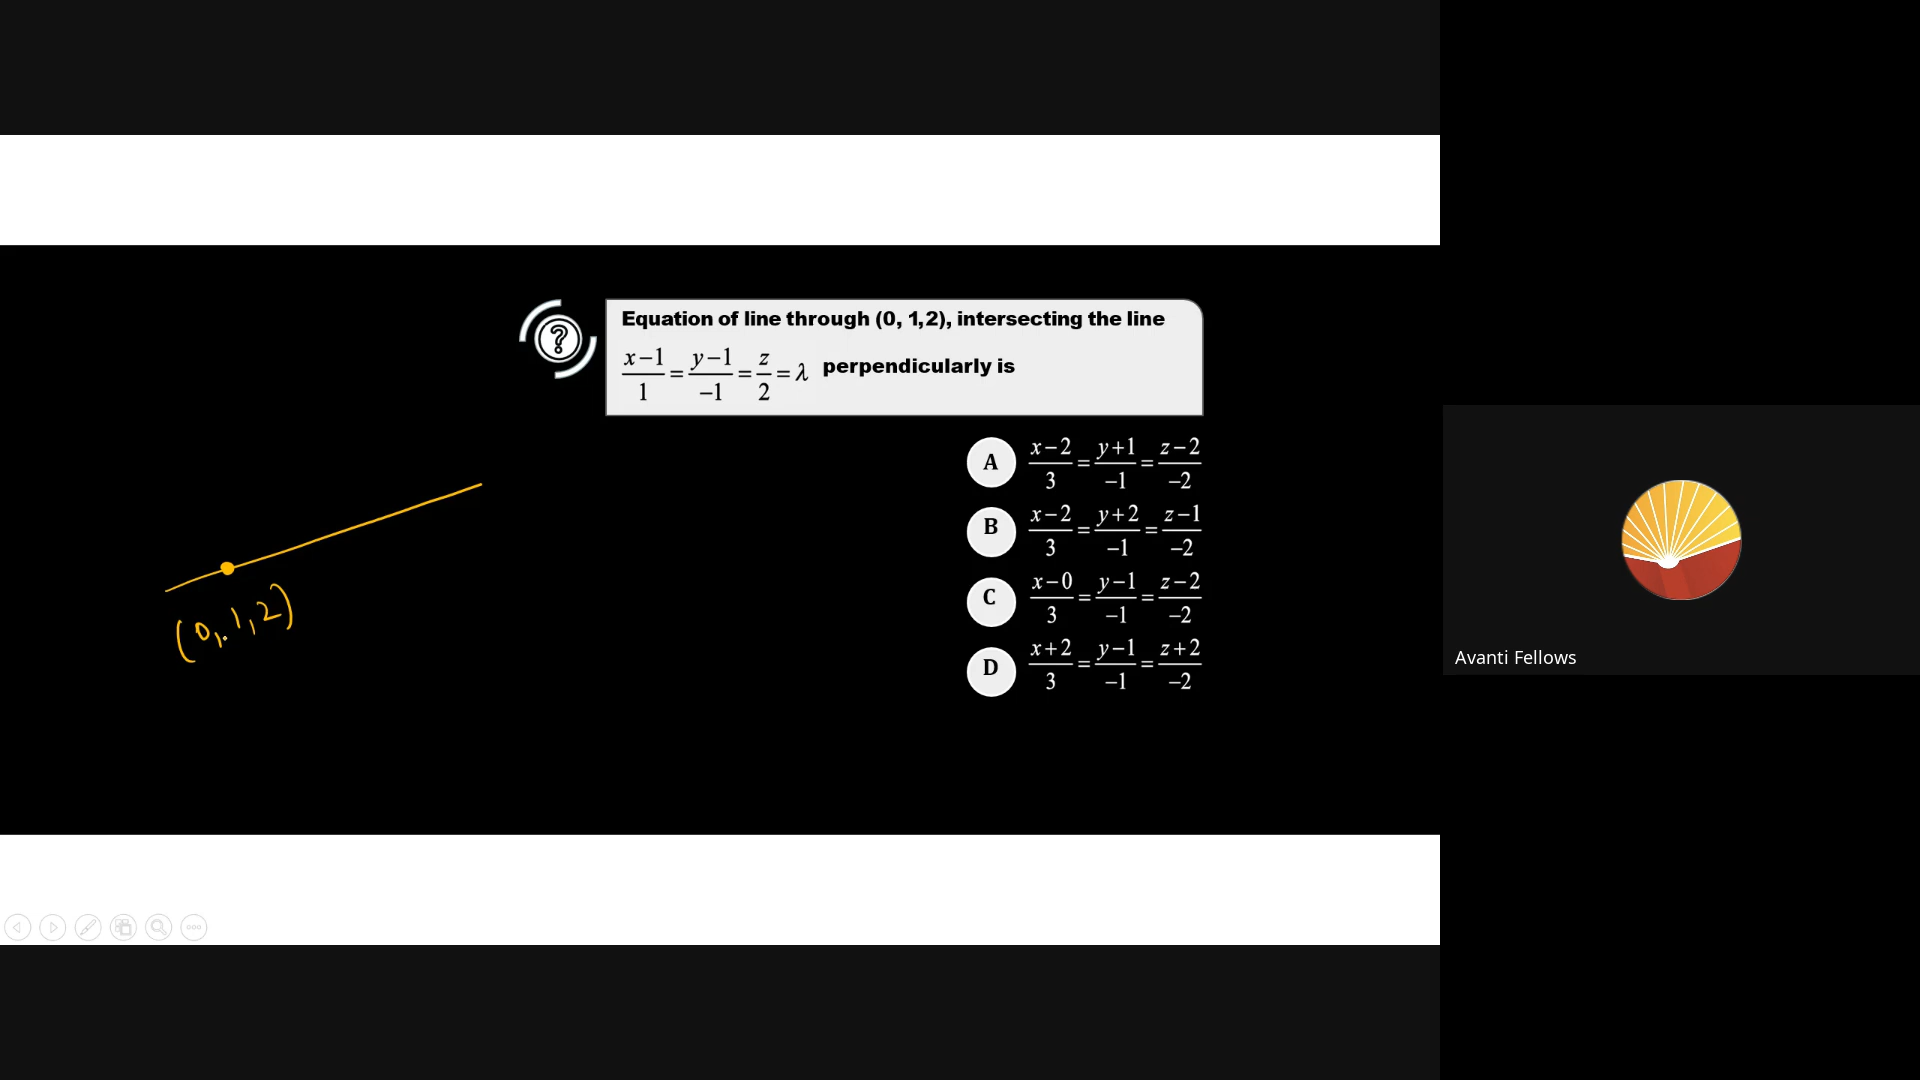 ?
Equation of line through (0, 1,2), intersecting the line
x−1/1 = y−1/−1 = z/2 = λ perpendicularly is
A x−2/3 = y+1/−1 = z−2/−2
B x−2/3 = y+2/−1 = z−1/−2
C x−0/3 = y−1/−1 = z−2/−2
D x+2/3 = y−1/−1 = z+2/−2
(0, 1, 2)
Avanti Fellows